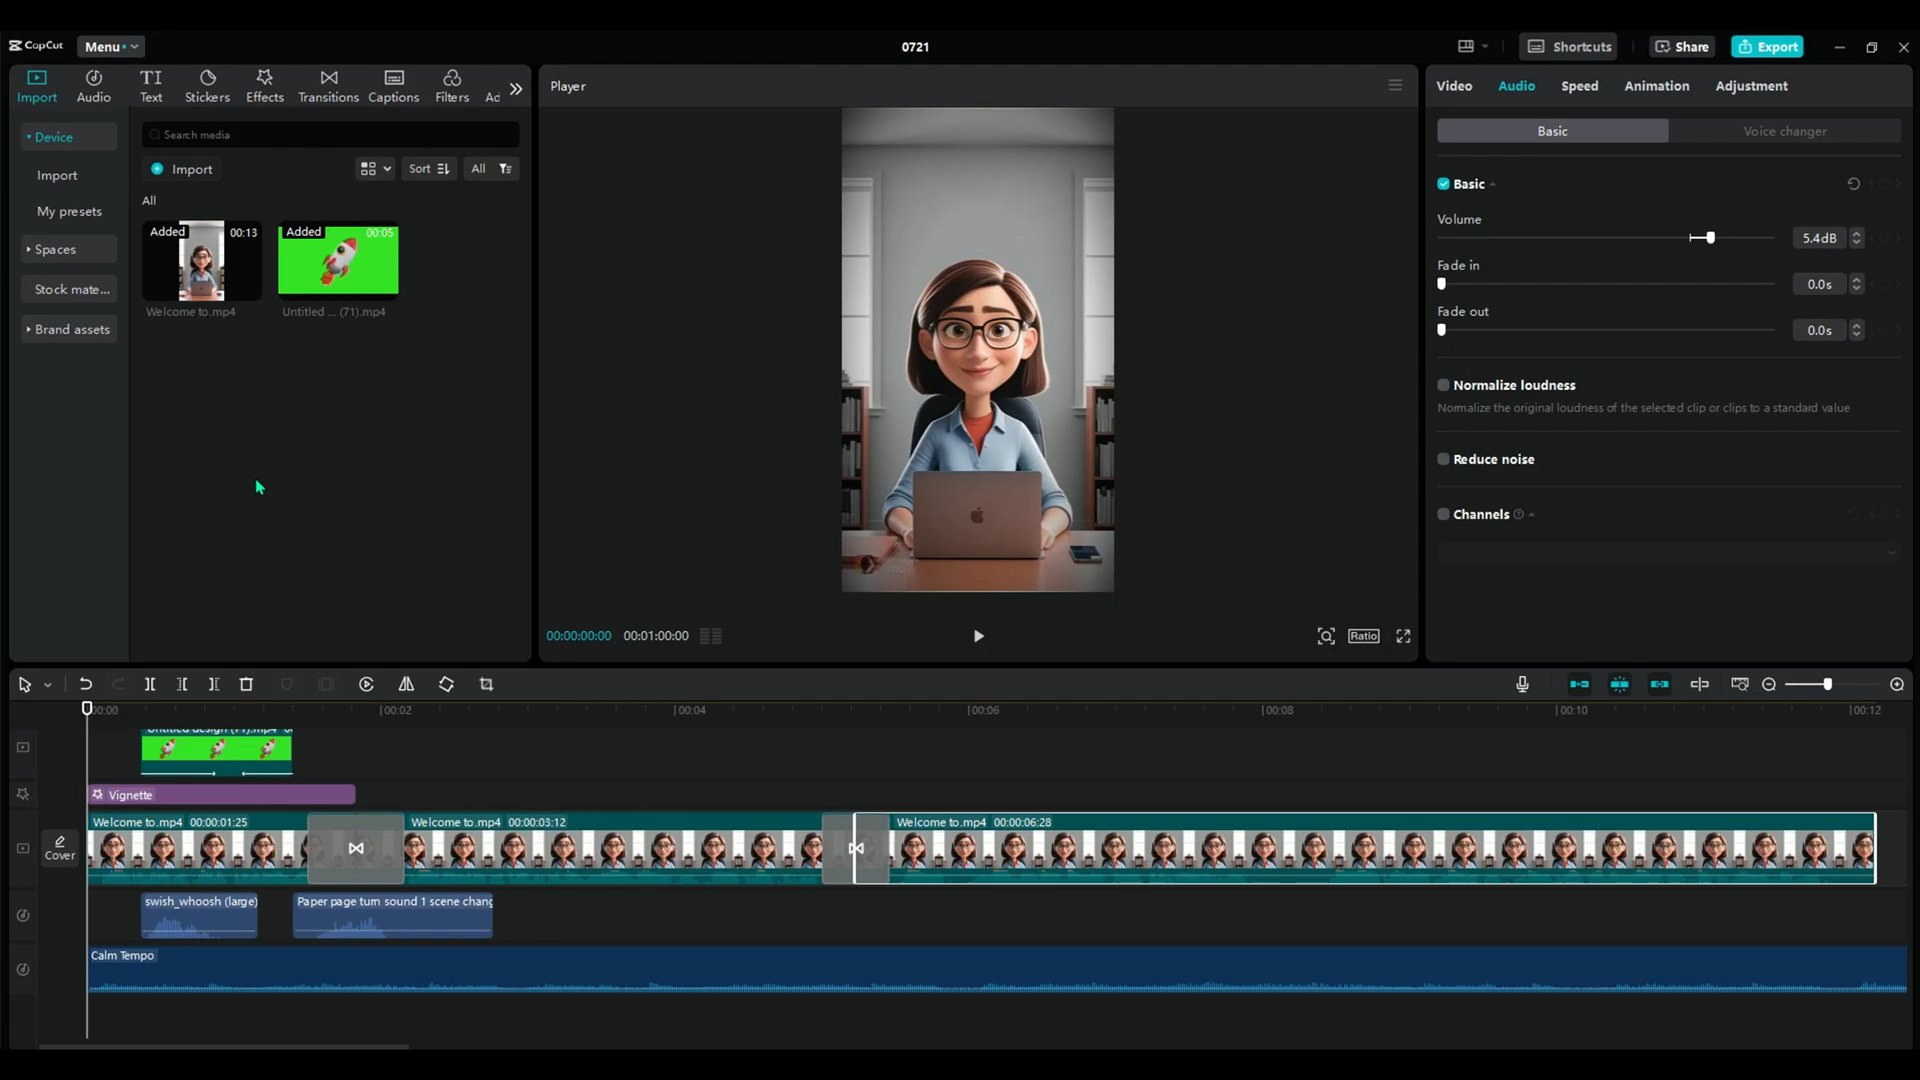 CapCut
Menu
0721
Shortcuts
Share
Export
Import
Audio
Text
Stickers
Effects
Transitions
Captions
Filters
Ad
Device
Import
My presets
Spaces
Stock mate...
Brand assets
Search media
Import
Sort
All
All
Added
00:13
Welcome to.mp4
Added
00:05
Untitled ... (71).mp4
Player
00:00:00:00
00:01:00:00
Ratio
Video
Audio
Speed
Animation
Adjustment
Basic
Voice changer
Basic
Volume
5.4dB
Fade in
0.0s
Fade out
0.0s
Normalize loudness
Normalize the original loudness of the selected clip or clips to a standard value
Reduce noise
Channels
00:00
00:02
00:04
00:06
00:08
00:10
00:12
Untitled design (71).mp4
Vignette
Cover
Welcome to.mp4 00:00:01:25
Welcome to.mp4 00:00:03:12
Welcome to.mp4 00:00:06:28
swish_whoosh (large)
Paper page turn sound 1 scene chang
Calm Tempo